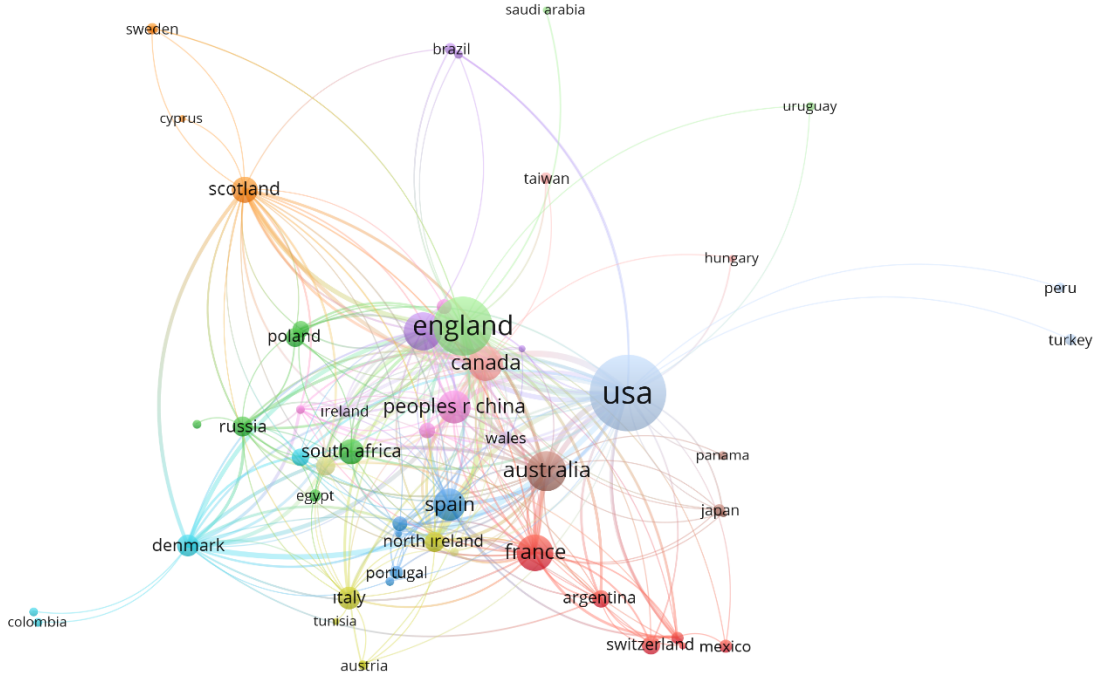 saudi arabia
sweden
brazil
uruguay
cyprus
taiwan
scotland
hungary
peru
england
poland
turkey
canada
usa
peoples r china
ireland
russia
wales
south africa
panama
australia
egypt
spain
japan
north ireland
denmark
france
portugal
italy
argentina
colombia
tunisia
switzerland
mexico
austria